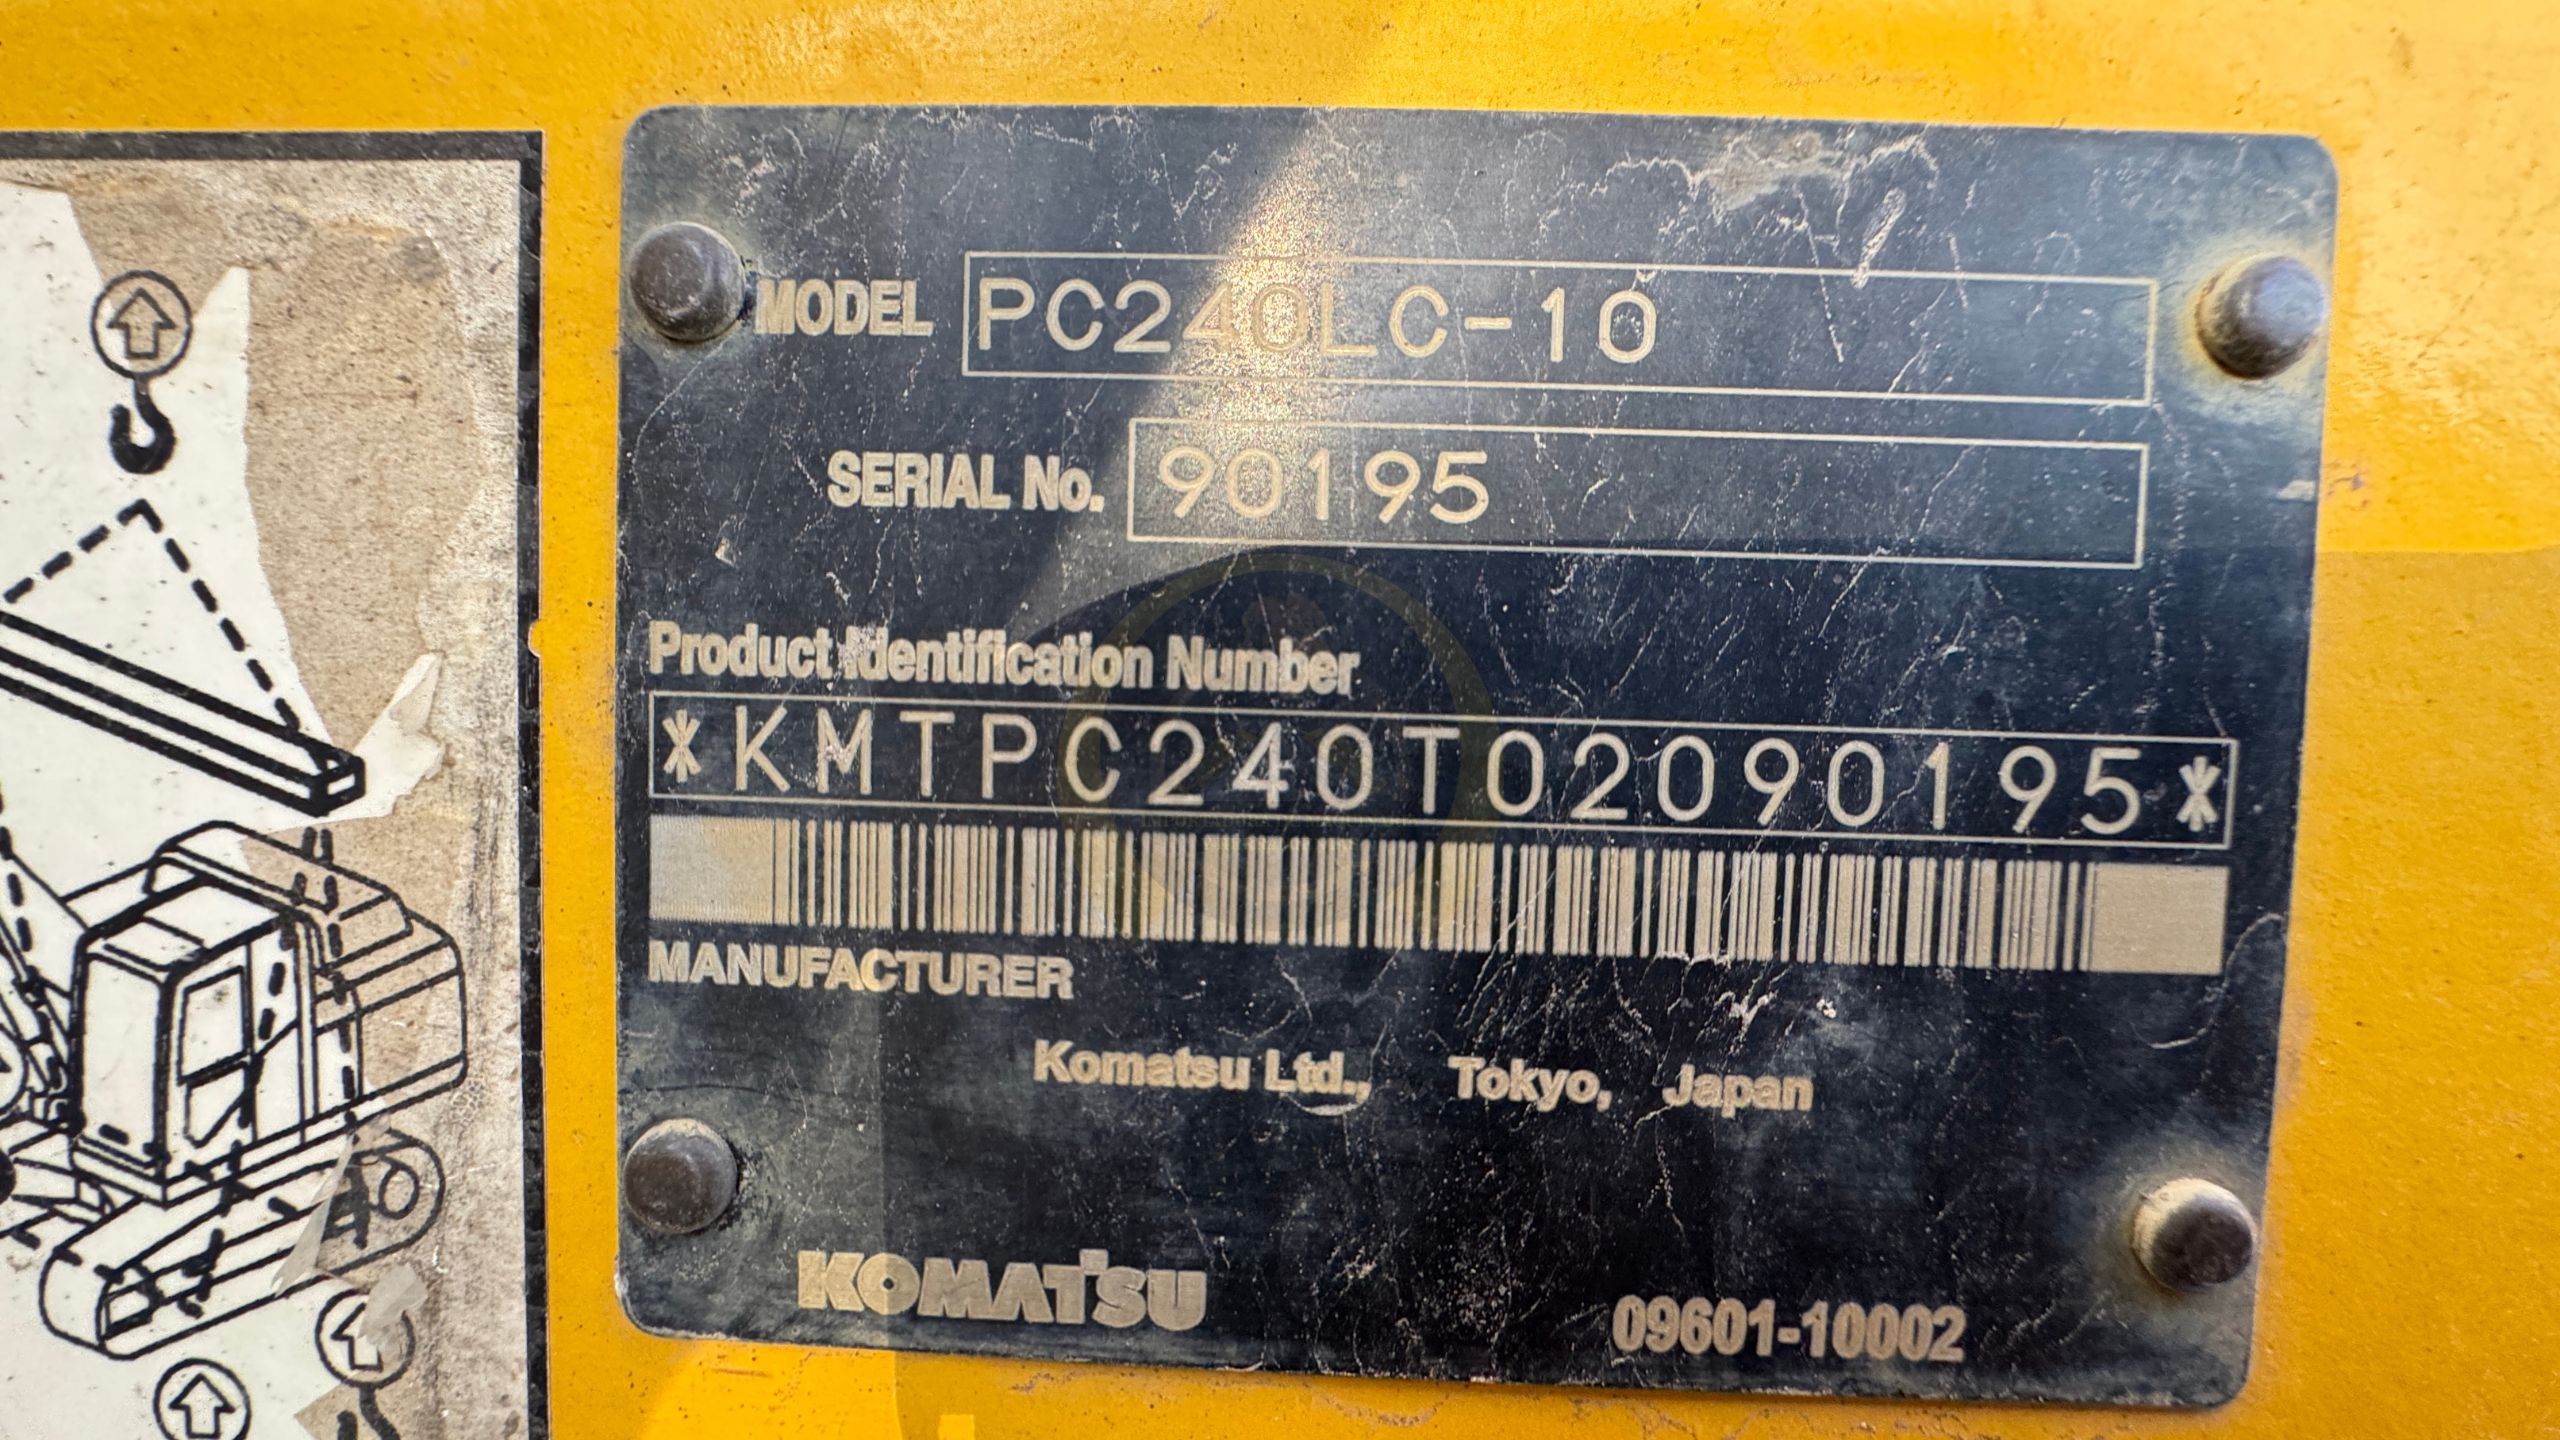 MODEL PC240LC-10
SERIAL No. 90195
Product Identification Number
*KMTPC240T02090195*
MANUFACTURER
Komatsu Ltd., Tokyo, Japan
KOMATSU 09601-10002